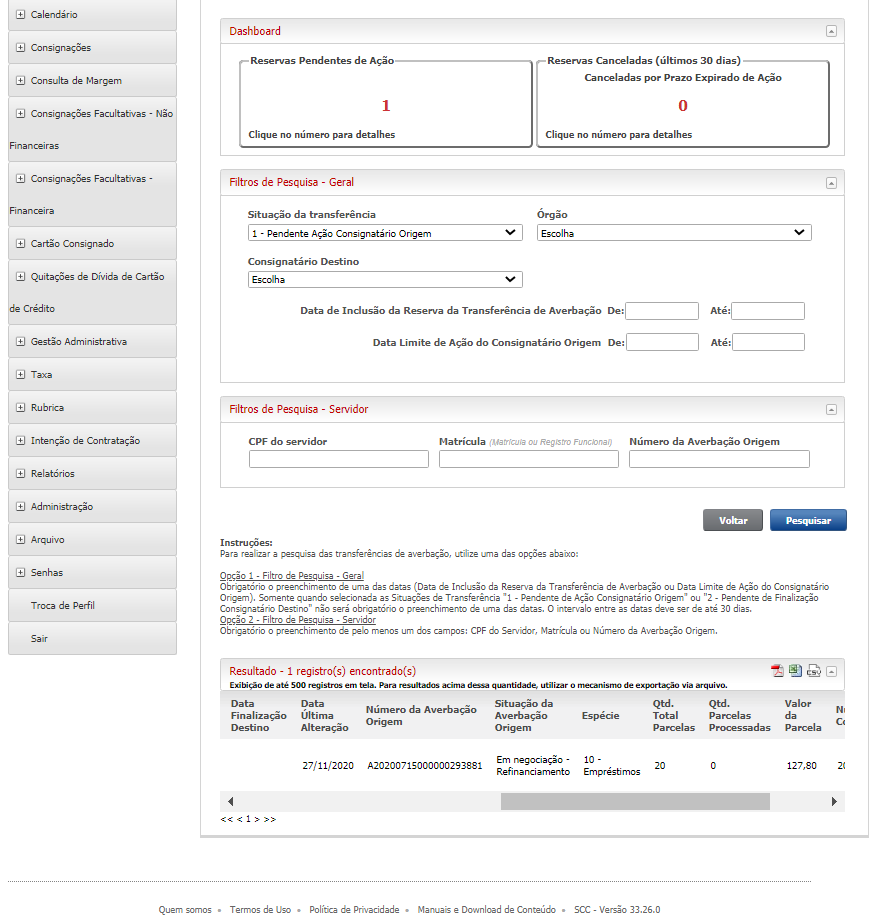 Calendário
Consignações
Consulta de Margem
Consignações Facultativas - Não
Financeiras
Consignações Facultativas -
Financeira
Cartão Consignado
Quitações de Dívida de Cartão
de Crédito
Gestão Administrativa
Taxa
Rubrica
Intenção de Contratação
Relatórios
Administração
Arquivo
Senhas
Troca de Perfil
Sair
Dashboard
Reservas Pendentes de Ação
1
Clique no número para detalhes
Reservas Canceladas (últimos 30 dias)
Canceladas por Prazo Expirado de Ação
0
Clique no número para detalhes
Filtros de Pesquisa - Geral
Situação da transferência
1 - Pendente Ação Consignatário Origem
Órgão
Escolha
Consignatário Destino
Escolha
Data de Inclusão da Reserva da Transferência de Averbação De: Até:
Data Limite de Ação do Consignatário Origem De: Até:
Filtros de Pesquisa - Servidor
CPF do servidor
Matrícula (Matrícula ou Registro Funcional)
Número da Averbação Origem
Voltar
Pesquisar
Instruções:
Para realizar a pesquisa das transferências de averbação, utilize uma das opções abaixo:
Opção 1 - Filtro de Pesquisa - Geral
Obrigatório o preenchimento de uma das datas (Data de Inclusão da Reserva da Transferência de Averbação ou Data Limite de Ação do Consignatário
Origem). Somente quando selecionada as Situações de Transferência "1 - Pendente de Ação Consignatário Origem" ou "2 - Pendente de Finalização
Consignatário Destino" não será obrigatório o preenchimento de uma das datas. O intervalo entre as datas deve ser de até 30 dias.
Opção 2 - Filtro de Pesquisa - Servidor
Obrigatório o preenchimento de pelo menos um dos campos: CPF do Servidor, Matrícula ou Número da Averbação Origem.
Resultado - 1 registro(s) encontrado(s)
CSV
Exibição de até 500 registros em tela. Para resultados acima dessa quantidade, utilizar o mecanismo de exportação via arquivo.
Data
Finalização
Destino
Data
Última
Alteração
Número da Averbação
Origem
Situação da
Averbação
Origem
Espécie
Qtd.
Total
Parcelas
Qtd.
Parcelas
Processadas
Valor
da
Parcela
27/11/2020
A20200715000000293881
Em negociação -
Refinanciamento
10 -
Empréstimos
20
0
127,80
<< < 1 > >>
Quem somos • Termos de Uso • Política de Privacidade • Manuais e Download de Conteúdo • SCC - Versão 33.26.0